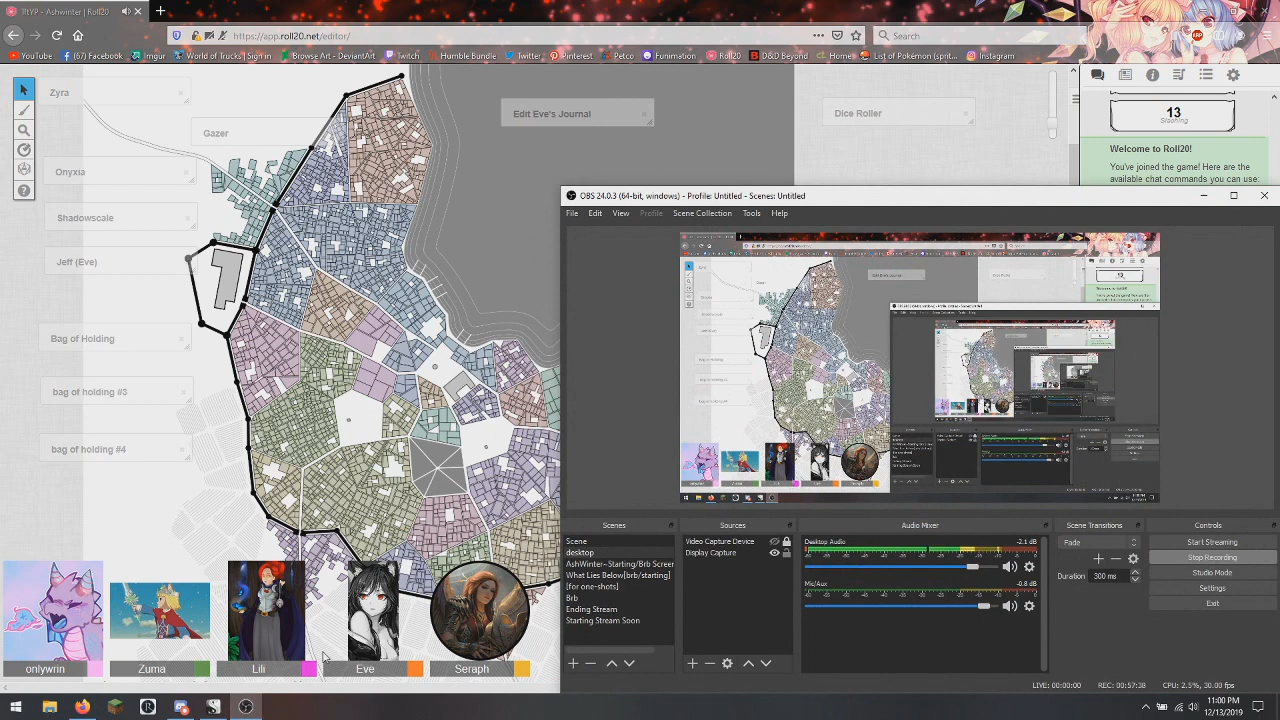 TttYP - Ashwinter | Roll20
https://app.roll20.net/editor/
Search
YouTube
(2) Facebook
Imgur
World of Trucks | Sign in
Browse Art - DeviantArt
Twitch
Humble Bundle
Twitter
Pinterest
Petco
Funimation
Roll20
D&D Beyond
Home
List of Pokémon (sprit...
Instagram
Zyra
Gazer
Onyxia
Shadowscale
Jeff (Eve)
Bag of Holding
bag of holding #3
bag of holding #4
Edit Eve's Journal
Dice Roller
13
Slashing
Welcome to Roll20!
You've joined the game! Here are the
available chat commands you can use:
OBS 24.0.3 (64-bit, windows) - Profile: Untitled - Scenes: Untitled
File Edit View Profile Scene Collection Tools Help
Scenes
Scene
desktop
AshWinter~Starting/Brb Screen
What Lies Below[brb/starting]
[for one-shots]
Brb
Ending Stream
Starting Stream Soon
Sources
Video Capture Device
Display Capture
Audio Mixer
Desktop Audio
-2.1 dB
Mic/Aux
-0.8 dB
Scene Transitions
Fade
Duration 300 ms
Controls
Start Streaming
Stop Recording
Studio Mode
Settings
Exit
LIVE: 00:00:00
REC: 00:57:38
CPU: 2.5%, 30.00 fps
onlywrin
Zuma
Lili
Eve
Seraph
11:00 PM
12/13/2019